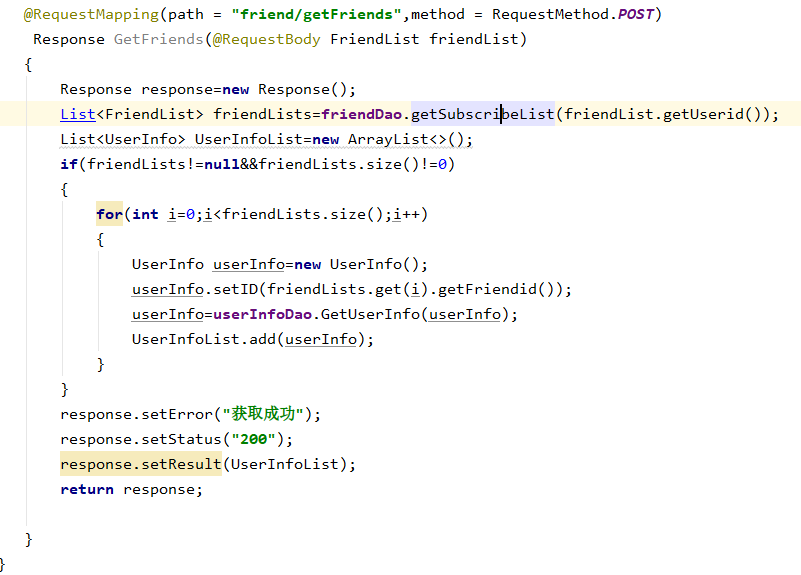 @RequestMapping(path = "friend/getFriends",method = RequestMethod.POST)
Response GetFriends(@RequestBody FriendList friendList)
{
Response response=new Response();
List<FriendList> friendLists=friendDao.getSubscribeList(friendList.getUserid());
List<UserInfo> UserInfoList=new ArrayList<>();
if(friendLists!=null&&friendLists.size()!=0)
{
for(int i=0;i<friendLists.size();i++)
{
UserInfo userInfo=new UserInfo();
userInfo.setID(friendLists.get(i).getFriendid());
userInfo=userInfoDao.GetUserInfo(userInfo);
UserInfoList.add(userInfo);
}
}
response.setError("获取成功");
response.setStatus("200");
response.setResult(UserInfoList);
return response;
}
}